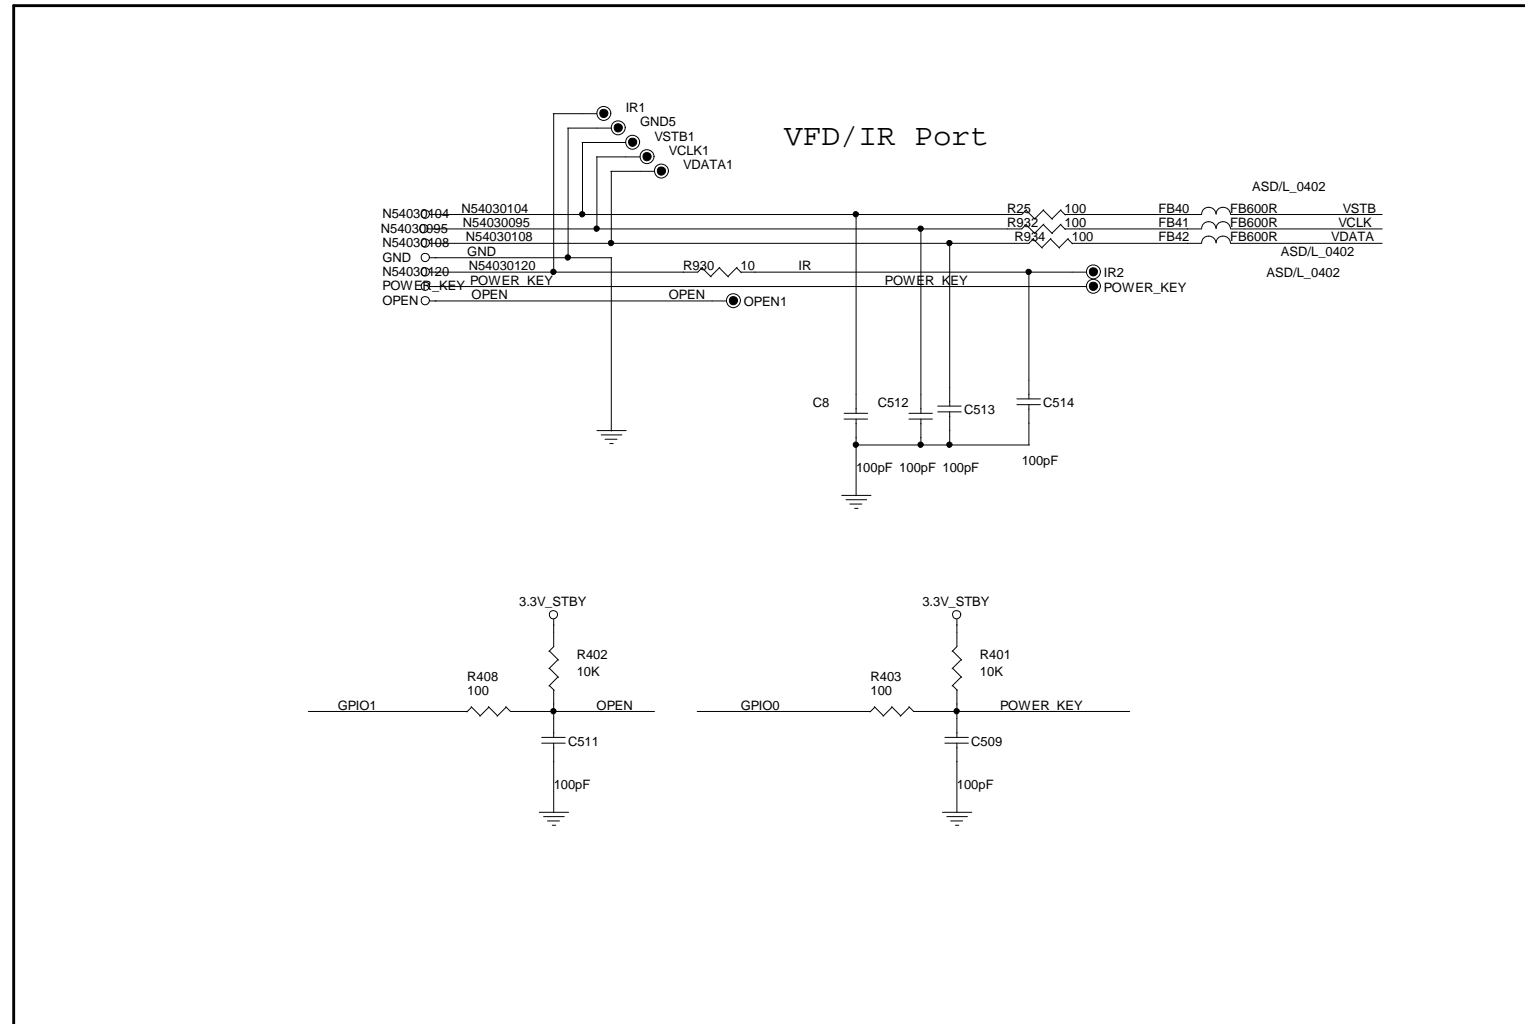 IR1
GND5
VSTB1
VCLK1
VDATA1
VFD/IR Port
ASD/L_0402
N54030104 N54030104 R25 100 FB40 FB600R VSTB
N54030095 N54030095 R932 100 FB41 FB600R VCLK
N54030108 N54030108 R934 100 FB42 FB600R VDATA
GND GND ASD/L_0402
N54030120 N54030120 R930 10 IR IR2 ASD/L_0402
POWER_KEY POWER_KEY POWER_KEY POWER_KEY
OPEN OPEN OPEN OPEN1
C8 C512 C513 C514
100pF 100pF 100pF 100pF
3.3V_STBY 3.3V_STBY
R402 R401
10K 10K
R408 R403
100 100
GPIO1 OPEN GPIO0 POWER_KEY
C511 C509
100pF 100pF